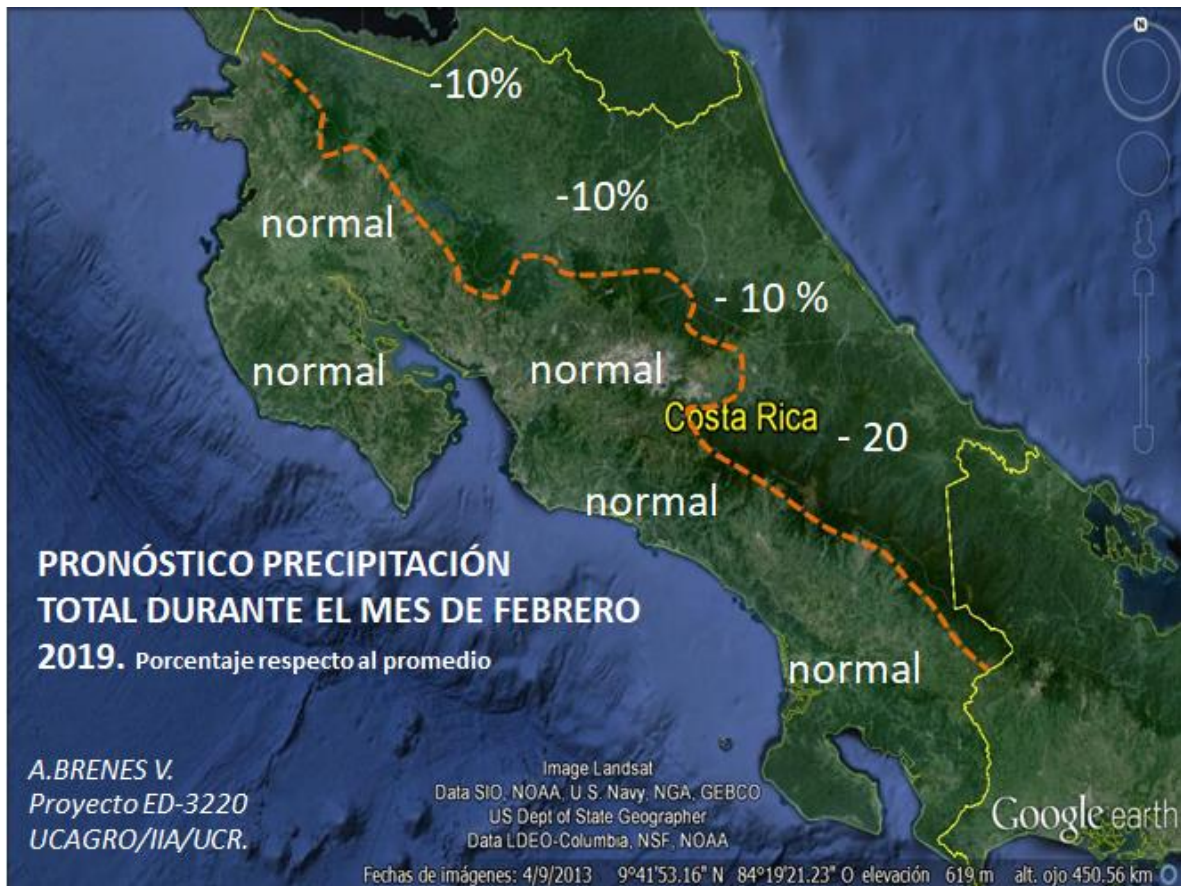 N
-10%
-10%
normal
- 10 %
normal
normal
Costa Rica
- 20
normal
PRONÓSTICO PRECIPITACIÓN
TOTAL DURANTE EL MES DE FEBRERO
2019. Porcentaje respecto al promedio
normal
A.BRENES V.
Proyecto ED-3220
UCAGRO/IIA/UCR.
Image Landsat
Data SIO, NOAA, U.S. Navy, NGA, GEBCO
US Dept of State Geographer
Data LDEO-Columbia, NSF, NOAA
Google earth
Fechas de imágenes: 4/9/2013 9°41'53.16" N 84°19'21.23" O elevación 619 m alt. ojo 450.56 km